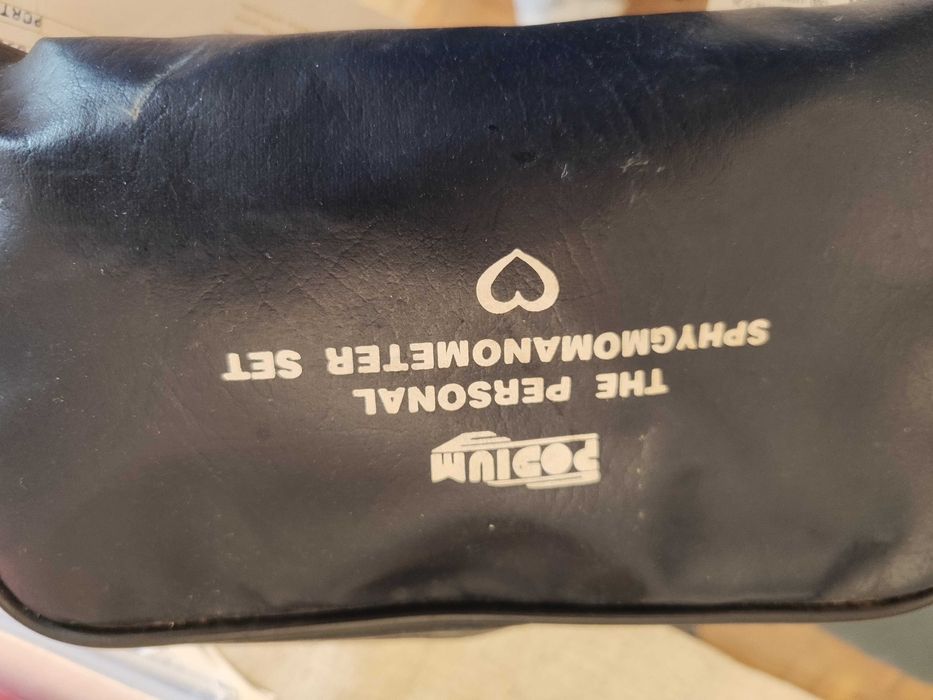 PODIUM
THE PERSONAL
SPHYGMOMANOMETER SET